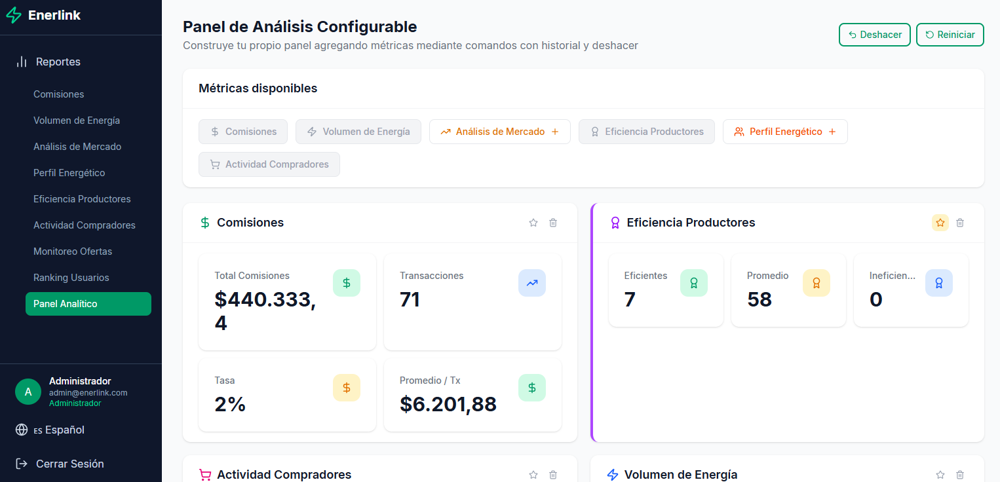 Enerlink
Reportes
Comisiones
Volumen de Energía
Análisis de Mercado
Perfil Energético
Eficiencia Productores
Actividad Compradores
Monitoreo Ofertas
Ranking Usuarios
Panel Analítico
A
Administrador
admin@enerlink.com
Administrador
ES Español
Cerrar Sesión
Panel de Análisis Configurable
Construye tu propio panel agregando métricas mediante comandos con historial y deshacer
Deshacer
Reiniciar
Métricas disponibles
Comisiones
Volumen de Energía
Análisis de Mercado +
Eficiencia Productores
Perfil Energético +
Actividad Compradores
Comisiones
Total Comisiones
$440.333,
4
Transacciones
71
Tasa
2%
Promedio / Tx
$6.201,88
Eficiencia Productores
Eficientes
7
Promedio
58
Ineficien...
0
Actividad Compradores
Volumen de Energía